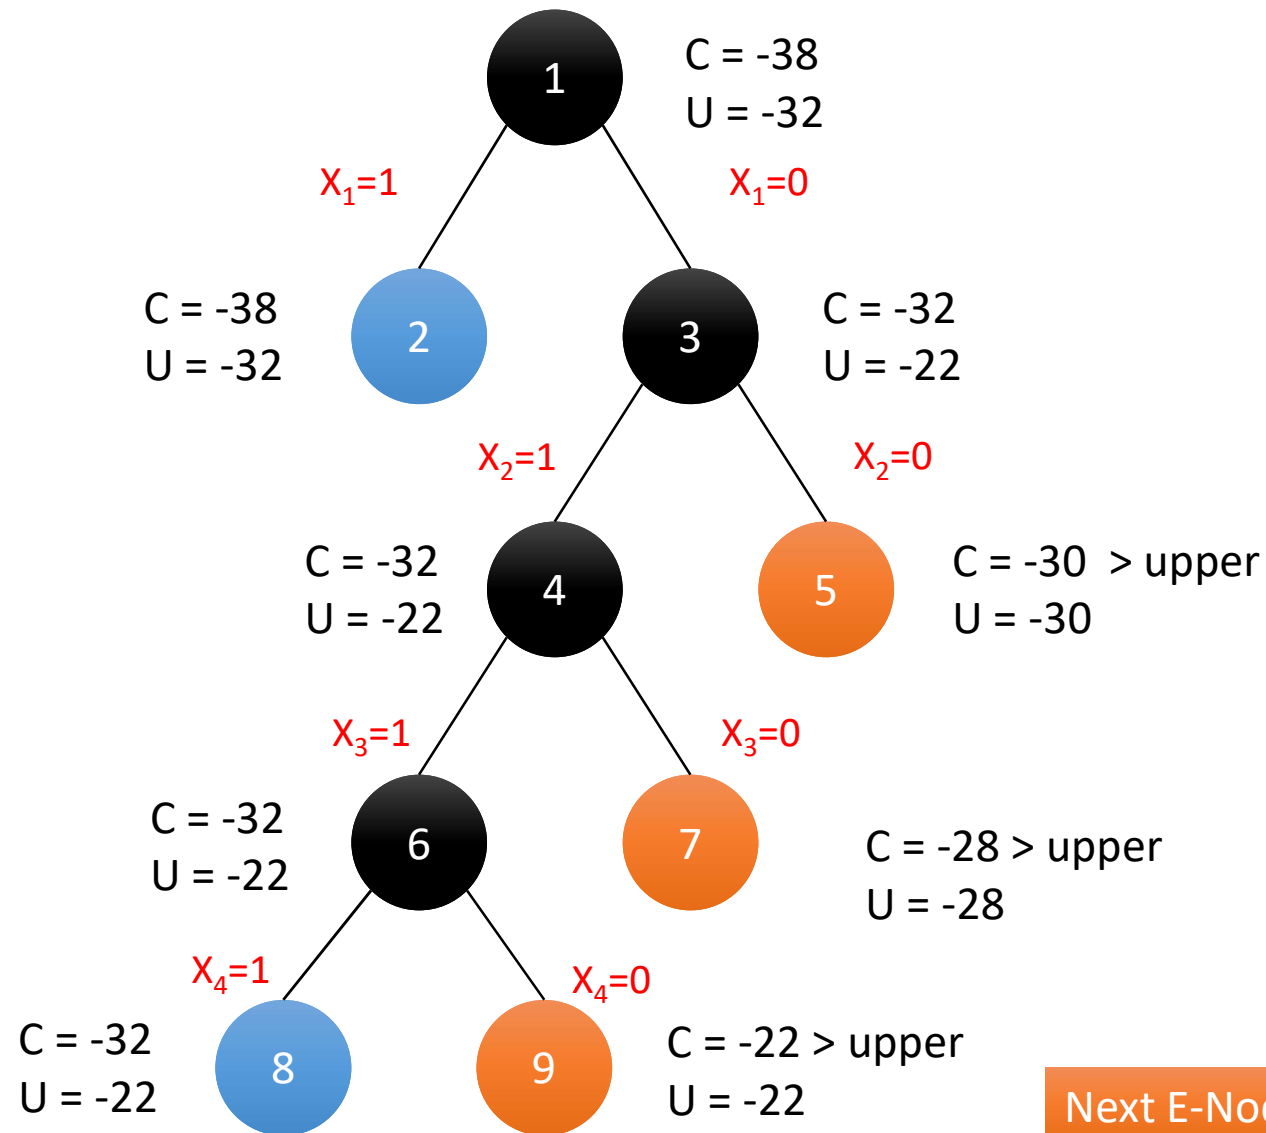 1
C = -38
U = -32
X₁=1
X₁=0
C = -38
U = -32
2
3
C = -32
U = -22
X₂=1
X₂=0
C = -32
U = -22
4
5
C = -30 > upper
U = -30
X₃=1
X₃=0
C = -32
U = -22
6
7
C = -28 > upper
U = -28
X₄=1
X₄=0
C = -32
U = -22
8
9
C = -22 > upper
U = -22
Next E-No